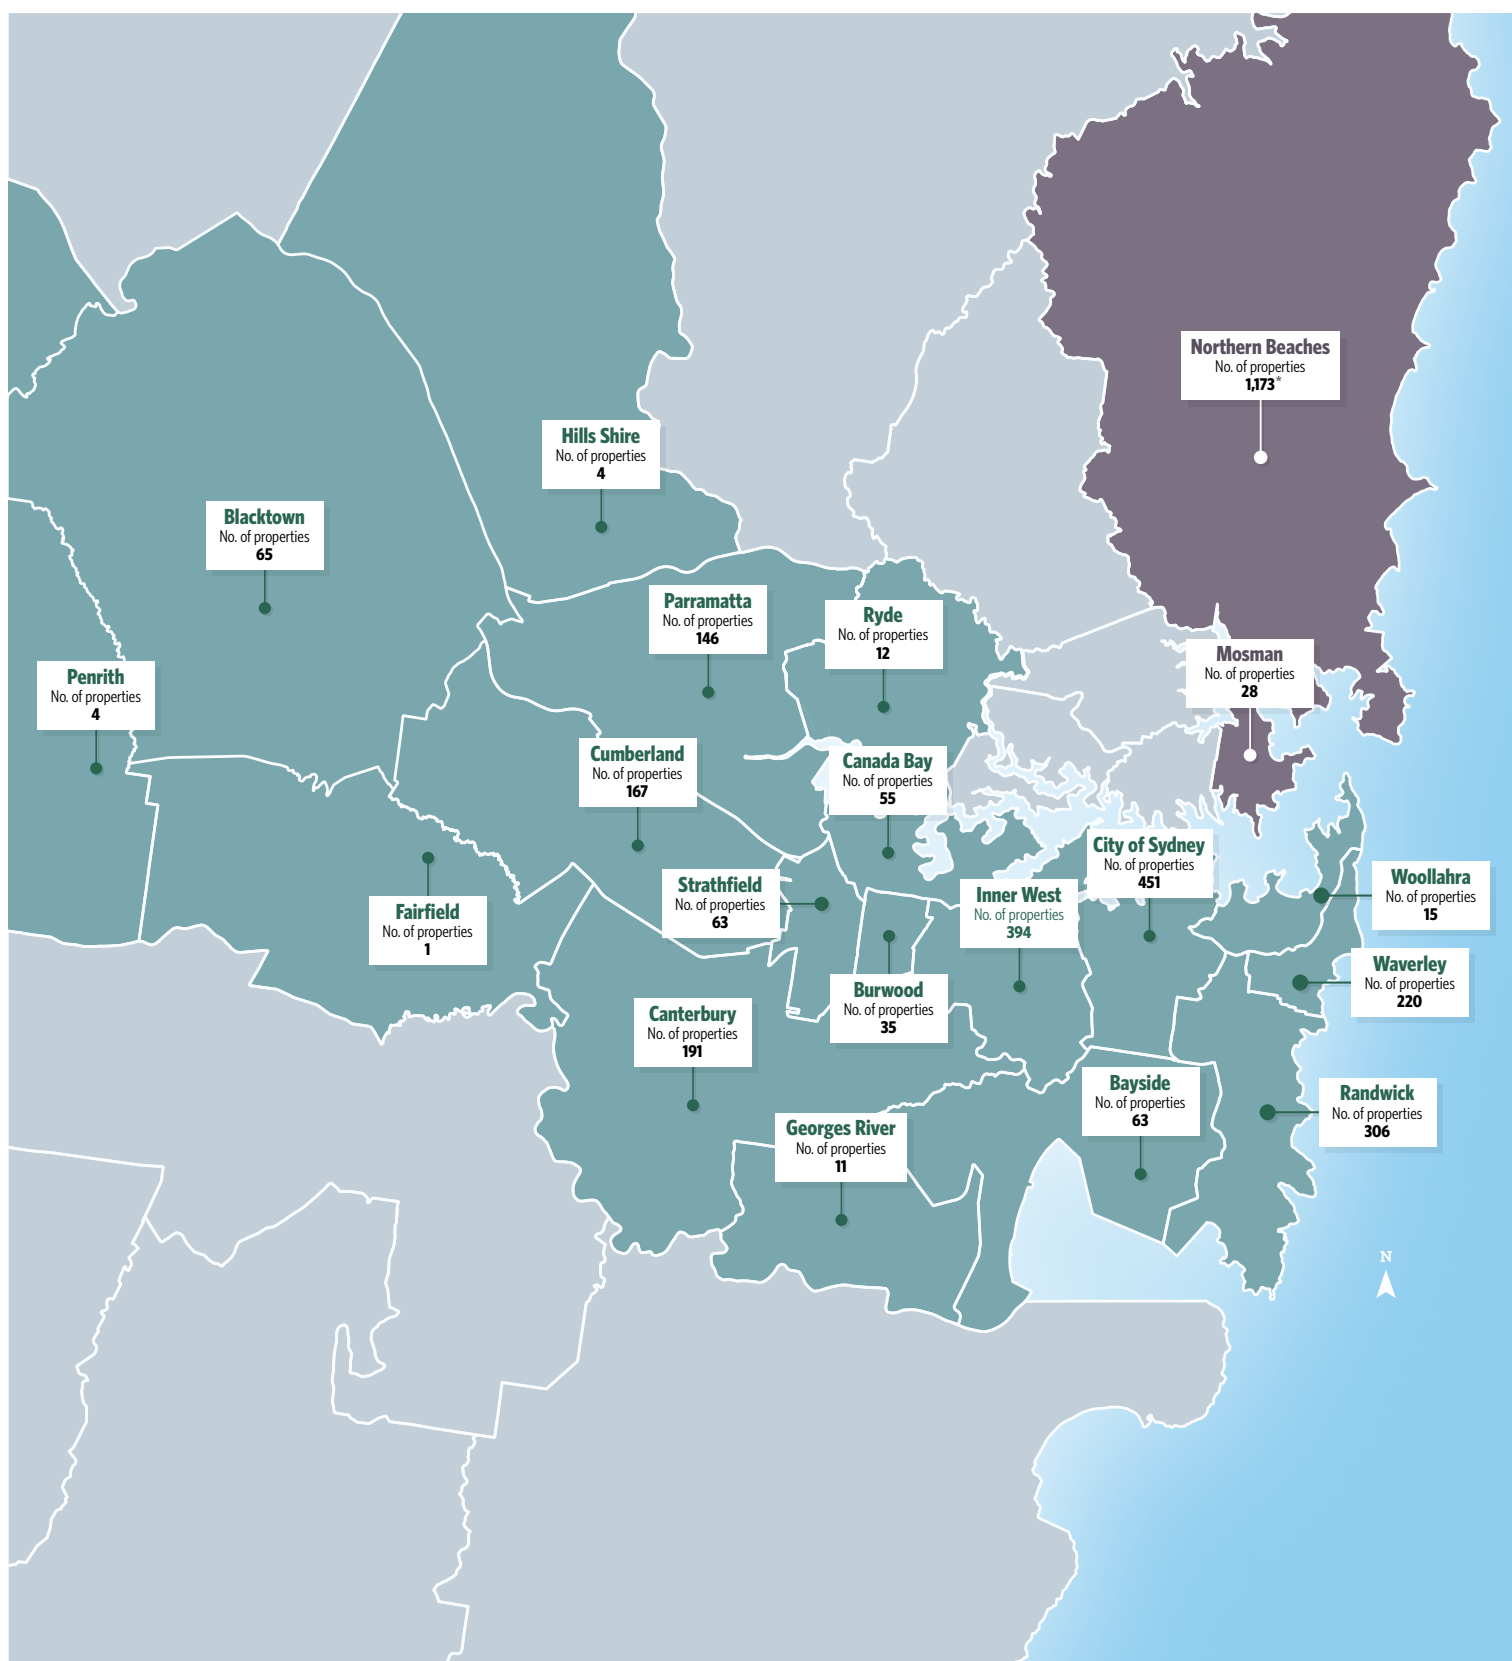 Northern Beaches
No. of properties
1,173*
Hills Shire
No. of properties
4
Blacktown
No. of properties
65
Parramatta
No. of properties
146
Ryde
No. of properties
12
Mosman
No. of properties
28
Penrith
No. of properties
4
Cumberland
No. of properties
167
Canada Bay
No. of properties
55
City of Sydney
No. of properties
451
Woollahra
No. of properties
15
Strathfield
No. of properties
63
Inner West
No. of properties
394
Fairfield
No. of properties
1
Waverley
No. of properties
220
Burwood
No. of properties
35
Canterbury
No. of properties
191
Bayside
No. of properties
63
Randwick
No. of properties
306
Georges River
No. of properties
11
N